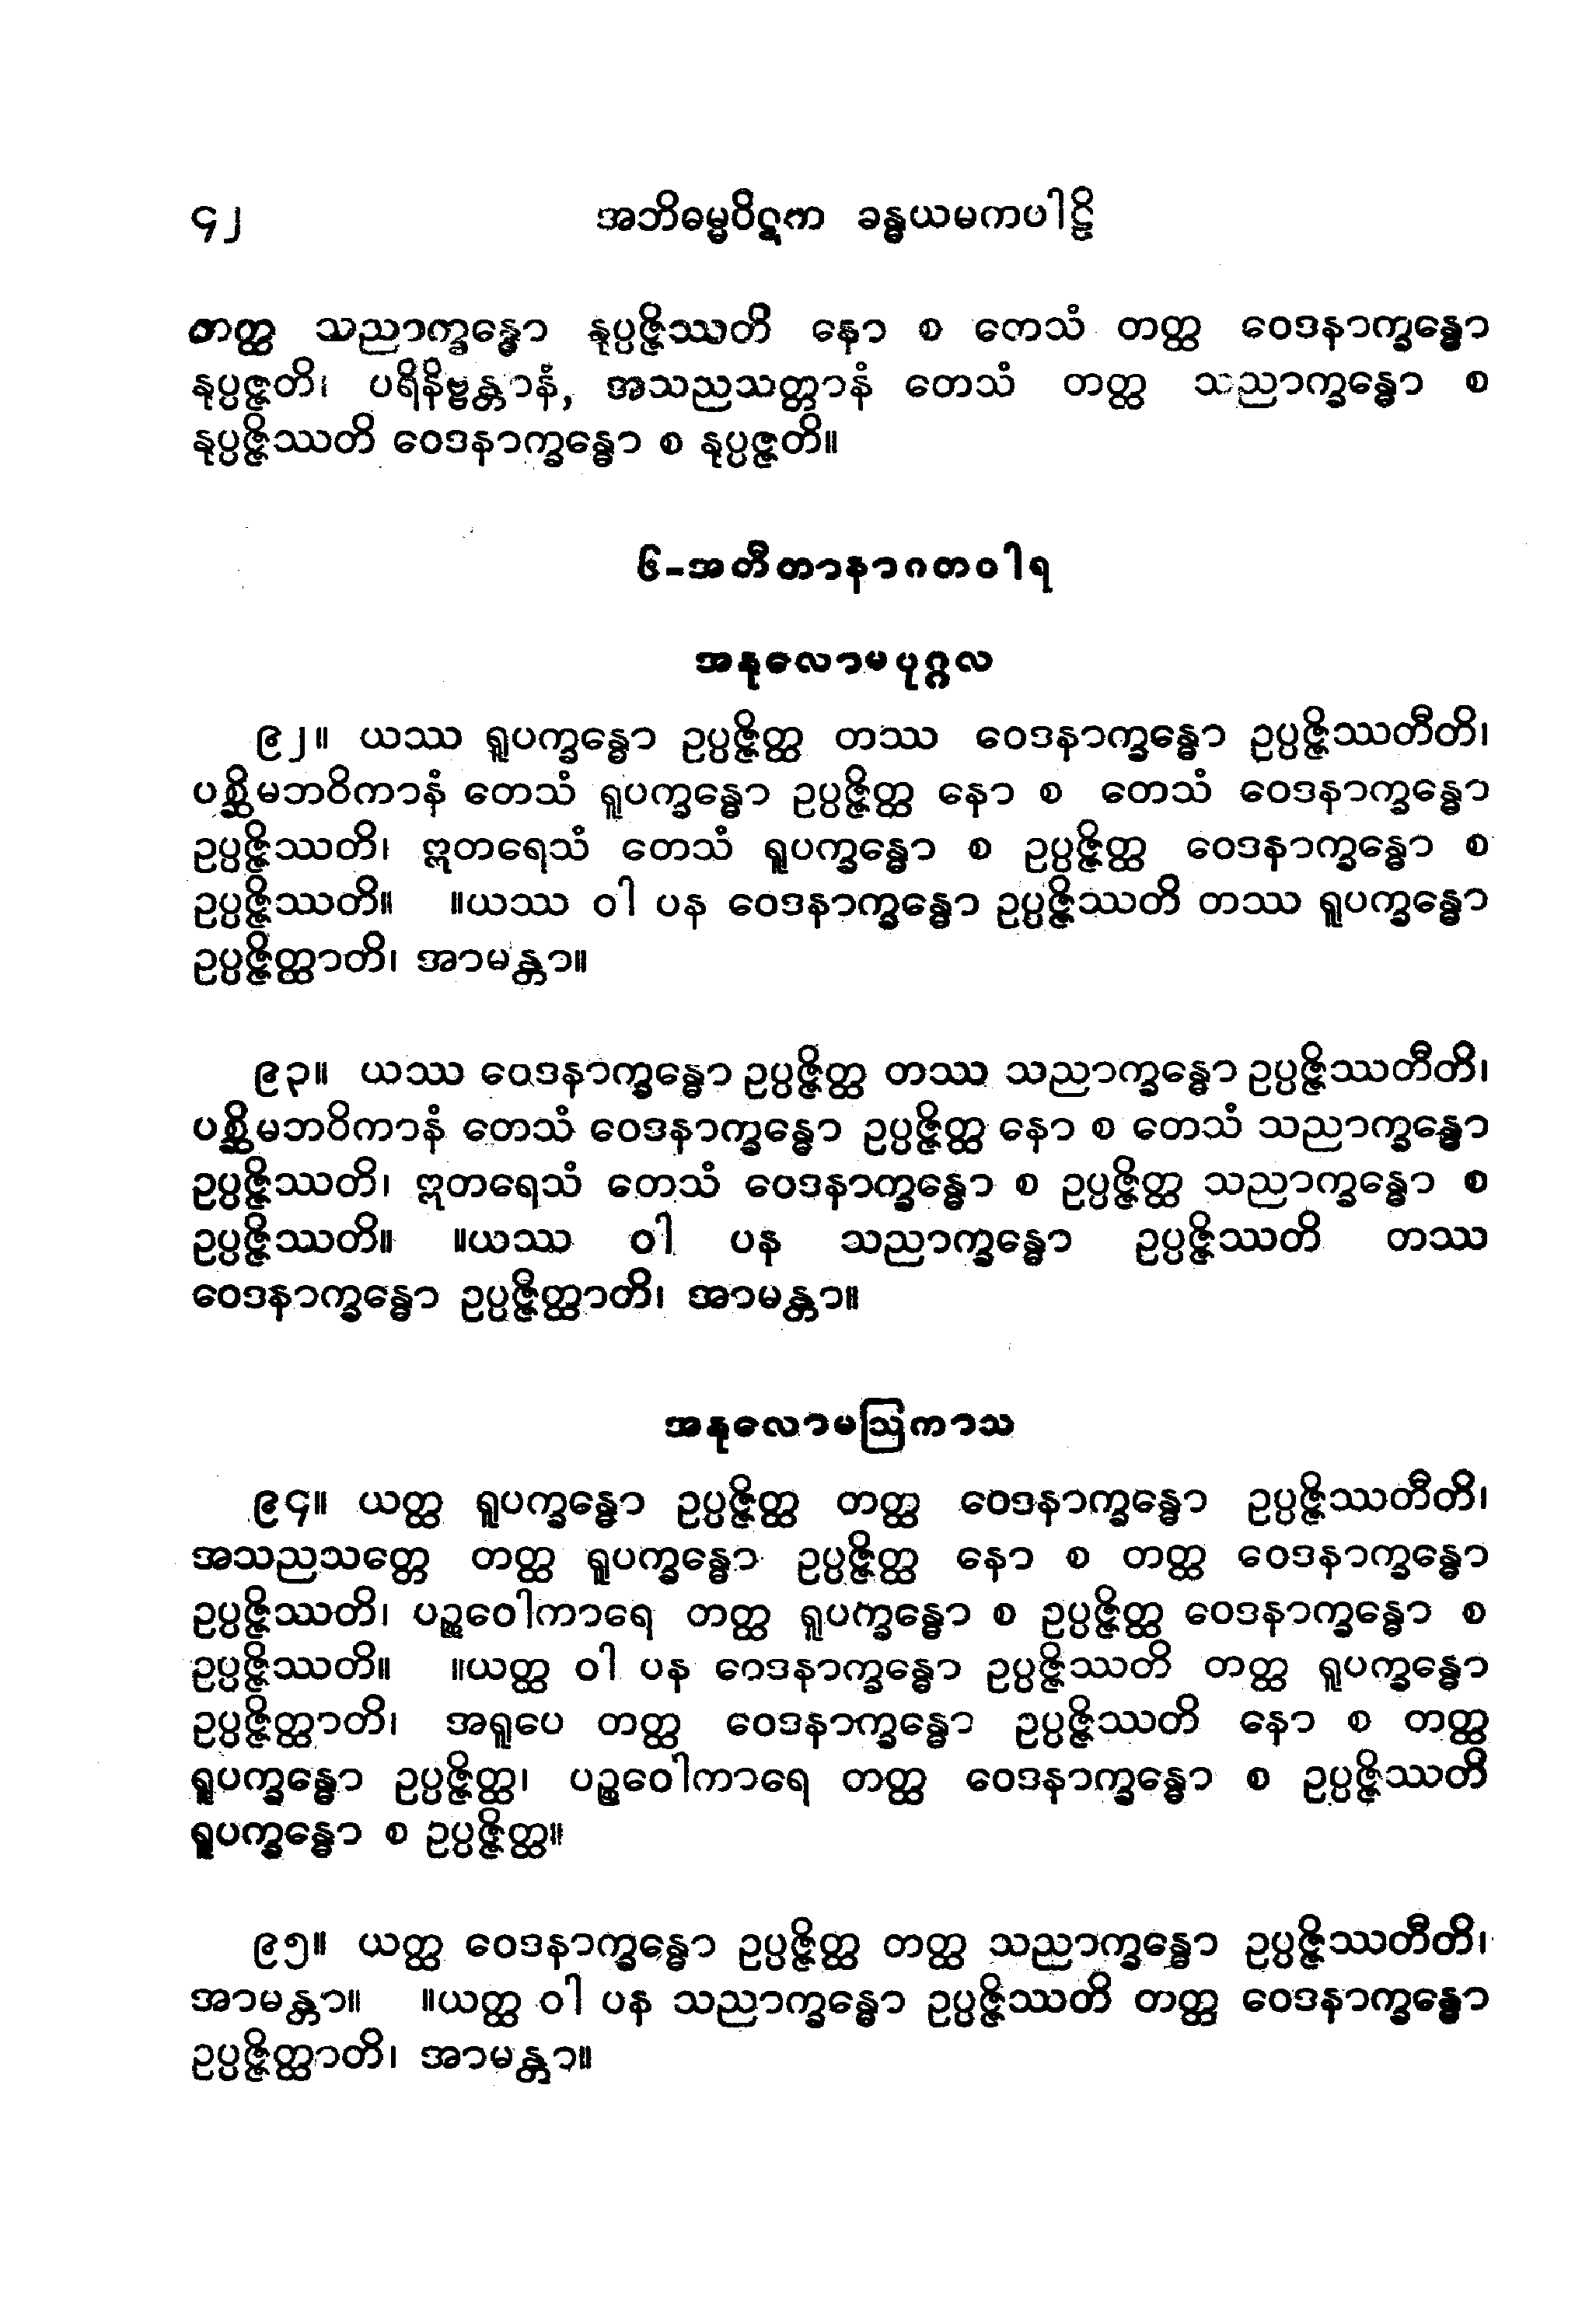 ၄၂ အဘိဓမ္မပိဋက ခန္ဓယမကပါဠိ
တတ္ထ သညာက္ခန္ဓော နုပ္ပဇ္ဇိဿတိ နော စ တေသံ တတ္ထ ဝေဒနာက္ခန္ဓော
နုပ္ပဇ္ဇတိ၊ ပရိနိဗ္ဗန္တာနံ, အသညသတ္တာနံ တေသံ တတ္ထ သညာက္ခန္ဓော စ
နုပ္ပဇ္ဇိဿတိ ဝေဒနာက္ခန္ဓော စ နုပ္ပဇ္ဇတိ။
၆-အတီတာနာဂတဝါရ
အနုလောမပုဂ္ဂလ
၉၂။ ယဿ ရူပက္ခန္ဓော ဥပ္ပဇ္ဇိတ္ထ တဿ ဝေဒနာက္ခန္ဓော ဥပ္ပဇ္ဇိဿတီတိ၊
ပစ္ဆိမဘဝိကာနံ တေသံ ရူပက္ခန္ဓော ဥပ္ပဇ္ဇိတ္ထ နော စ တေသံ ဝေဒနာက္ခန္ဓော
ဥပ္ပဇ္ဇိဿတိ၊ ဣတရေသံ တေသံ ရူပက္ခန္ဓော စ ဥပ္ပဇ္ဇိတ္ထ ဝေဒနာက္ခန္ဓော စ
ဥပ္ပဇ္ဇိဿတိ။ ။ယဿ ဝါ ပန ဝေဒနာက္ခန္ဓော ဥပ္ပဇ္ဇိဿတိ တဿ ရူပက္ခန္ဓော
ဥပ္ပဇ္ဇိတ္ထာတိ၊ အာမန္တာ။
၉၃။ ယဿ ဝေဒနာက္ခန္ဓော ဥပ္ပဇ္ဇိတ္ထ တဿ သညာက္ခန္ဓော ဥပ္ပဇ္ဇိဿတီတိ၊
ပစ္ဆိမဘဝိကာနံ တေသံ ဝေဒနာက္ခန္ဓော ဥပ္ပဇ္ဇိတ္ထ နော စ တေသံ သညာက္ခန္ဓော
ဥပ္ပဇ္ဇိဿတိ၊ ဣတရေသံ တေသံ ဝေဒနာက္ခန္ဓော စ ဥပ္ပဇ္ဇိတ္ထ သညာက္ခန္ဓော စ
ဥပ္ပဇ္ဇိဿတိ။ ။ယဿ ဝါ ပန သညာက္ခန္ဓော ဥပ္ပဇ္ဇိဿတိ တဿ
ဝေဒနာက္ခန္ဓော ဥပ္ပဇ္ဇိတ္ထာတိ၊ အာမန္တာ။
အနုလောမဩကာသ
၉၄။ ယတ္ထ ရူပက္ခန္ဓော ဥပ္ပဇ္ဇိတ္ထ တတ္ထ ဝေဒနာက္ခန္ဓော ဥပ္ပဇ္ဇိဿတီတိ၊
အသညသတ္တေ တတ္ထ ရူပက္ခန္ဓော ဥပ္ပဇ္ဇိတ္ထ နော စ တတ္ထ ဝေဒနာက္ခန္ဓော
ဥပ္ပဇ္ဇိဿတိ၊ ပဉ္စဝေါကာရေ တတ္ထ ရူပက္ခန္ဓော စ ဥပ္ပဇ္ဇိတ္ထ ဝေဒနာက္ခန္ဓော စ
ဥပ္ပဇ္ဇိဿတိ။ ။ယတ္ထ ဝါ ပန ဝေဒနာက္ခန္ဓော ဥပ္ပဇ္ဇိဿတိ တတ္ထ ရူပက္ခန္ဓော
ဥပ္ပဇ္ဇိတ္ထာတိ၊ အရူပေ တတ္ထ ဝေဒနာက္ခန္ဓော ဥပ္ပဇ္ဇိဿတိ နော စ တတ္ထ
ရူပက္ခန္ဓော ဥပ္ပဇ္ဇိတ္ထ၊ ပဉ္စဝေါကာရေ တတ္ထ ဝေဒနာက္ခန္ဓော စ ဥပ္ပဇ္ဇိဿတိ
ရူပက္ခန္ဓော စ ဥပ္ပဇ္ဇိတ္ထ။
၉၅။ ယတ္ထ ဝေဒနာက္ခန္ဓော ဥပ္ပဇ္ဇိတ္ထ တတ္ထ သညာက္ခန္ဓော ဥပ္ပဇ္ဇိဿတီတိ၊
အာမန္တာ။ ။ယတ္ထ ဝါ ပန သညာက္ခန္ဓော ဥပ္ပဇ္ဇိဿတိ တတ္ထ ဝေဒနာက္ခန္ဓော
ဥပ္ပဇ္ဇိတ္ထာတိ၊ အာမန္တာ။